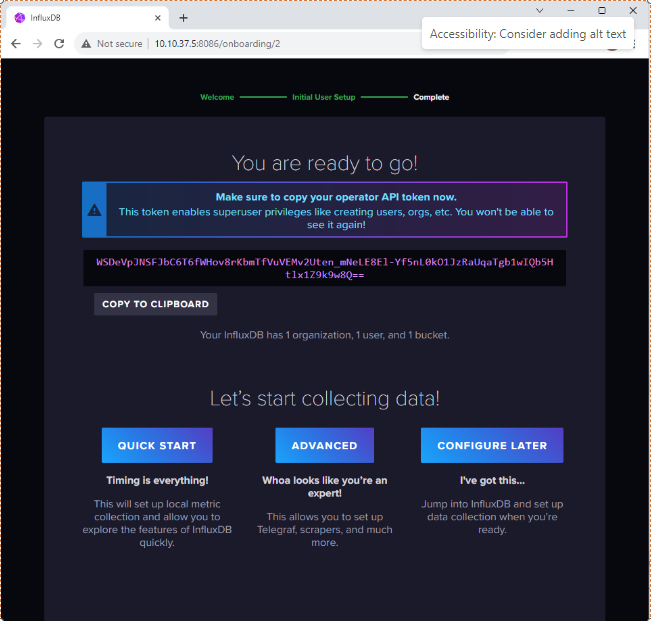 InfluxDB
Accessibility: Consider adding alt text
Not secure | 10.10.37.5:8086/onboarding/2
Welcome Initial User Setup Complete
You are ready to go!
Make sure to copy your operator API token now.
This token enables superuser privileges like creating users, orgs, etc. You won't be able to
see it again!
WSDeVpJNSFJbC6T6fWHov8rKbmTfVuVEMv2Uten_mNeLE8El-Yf5nL0kO1JzRaUqaTgb1wIQb5H
tlx1Z9k9w8Q==
COPY TO CLIPBOARD
Your InfluxDB has 1 organization, 1 user, and 1 bucket.
Let's start collecting data!
QUICK START
Timing is everything!
This will set up local metric
collection and allow you to
explore the features of InfluxDB
quickly.
ADVANCED
Whoa looks like you're an
expert!
This allows you to set up
Telegraf, scrapers, and much
more.
CONFIGURE LATER
I've got this...
Jump into InfluxDB and set up
data collection when you're
ready.